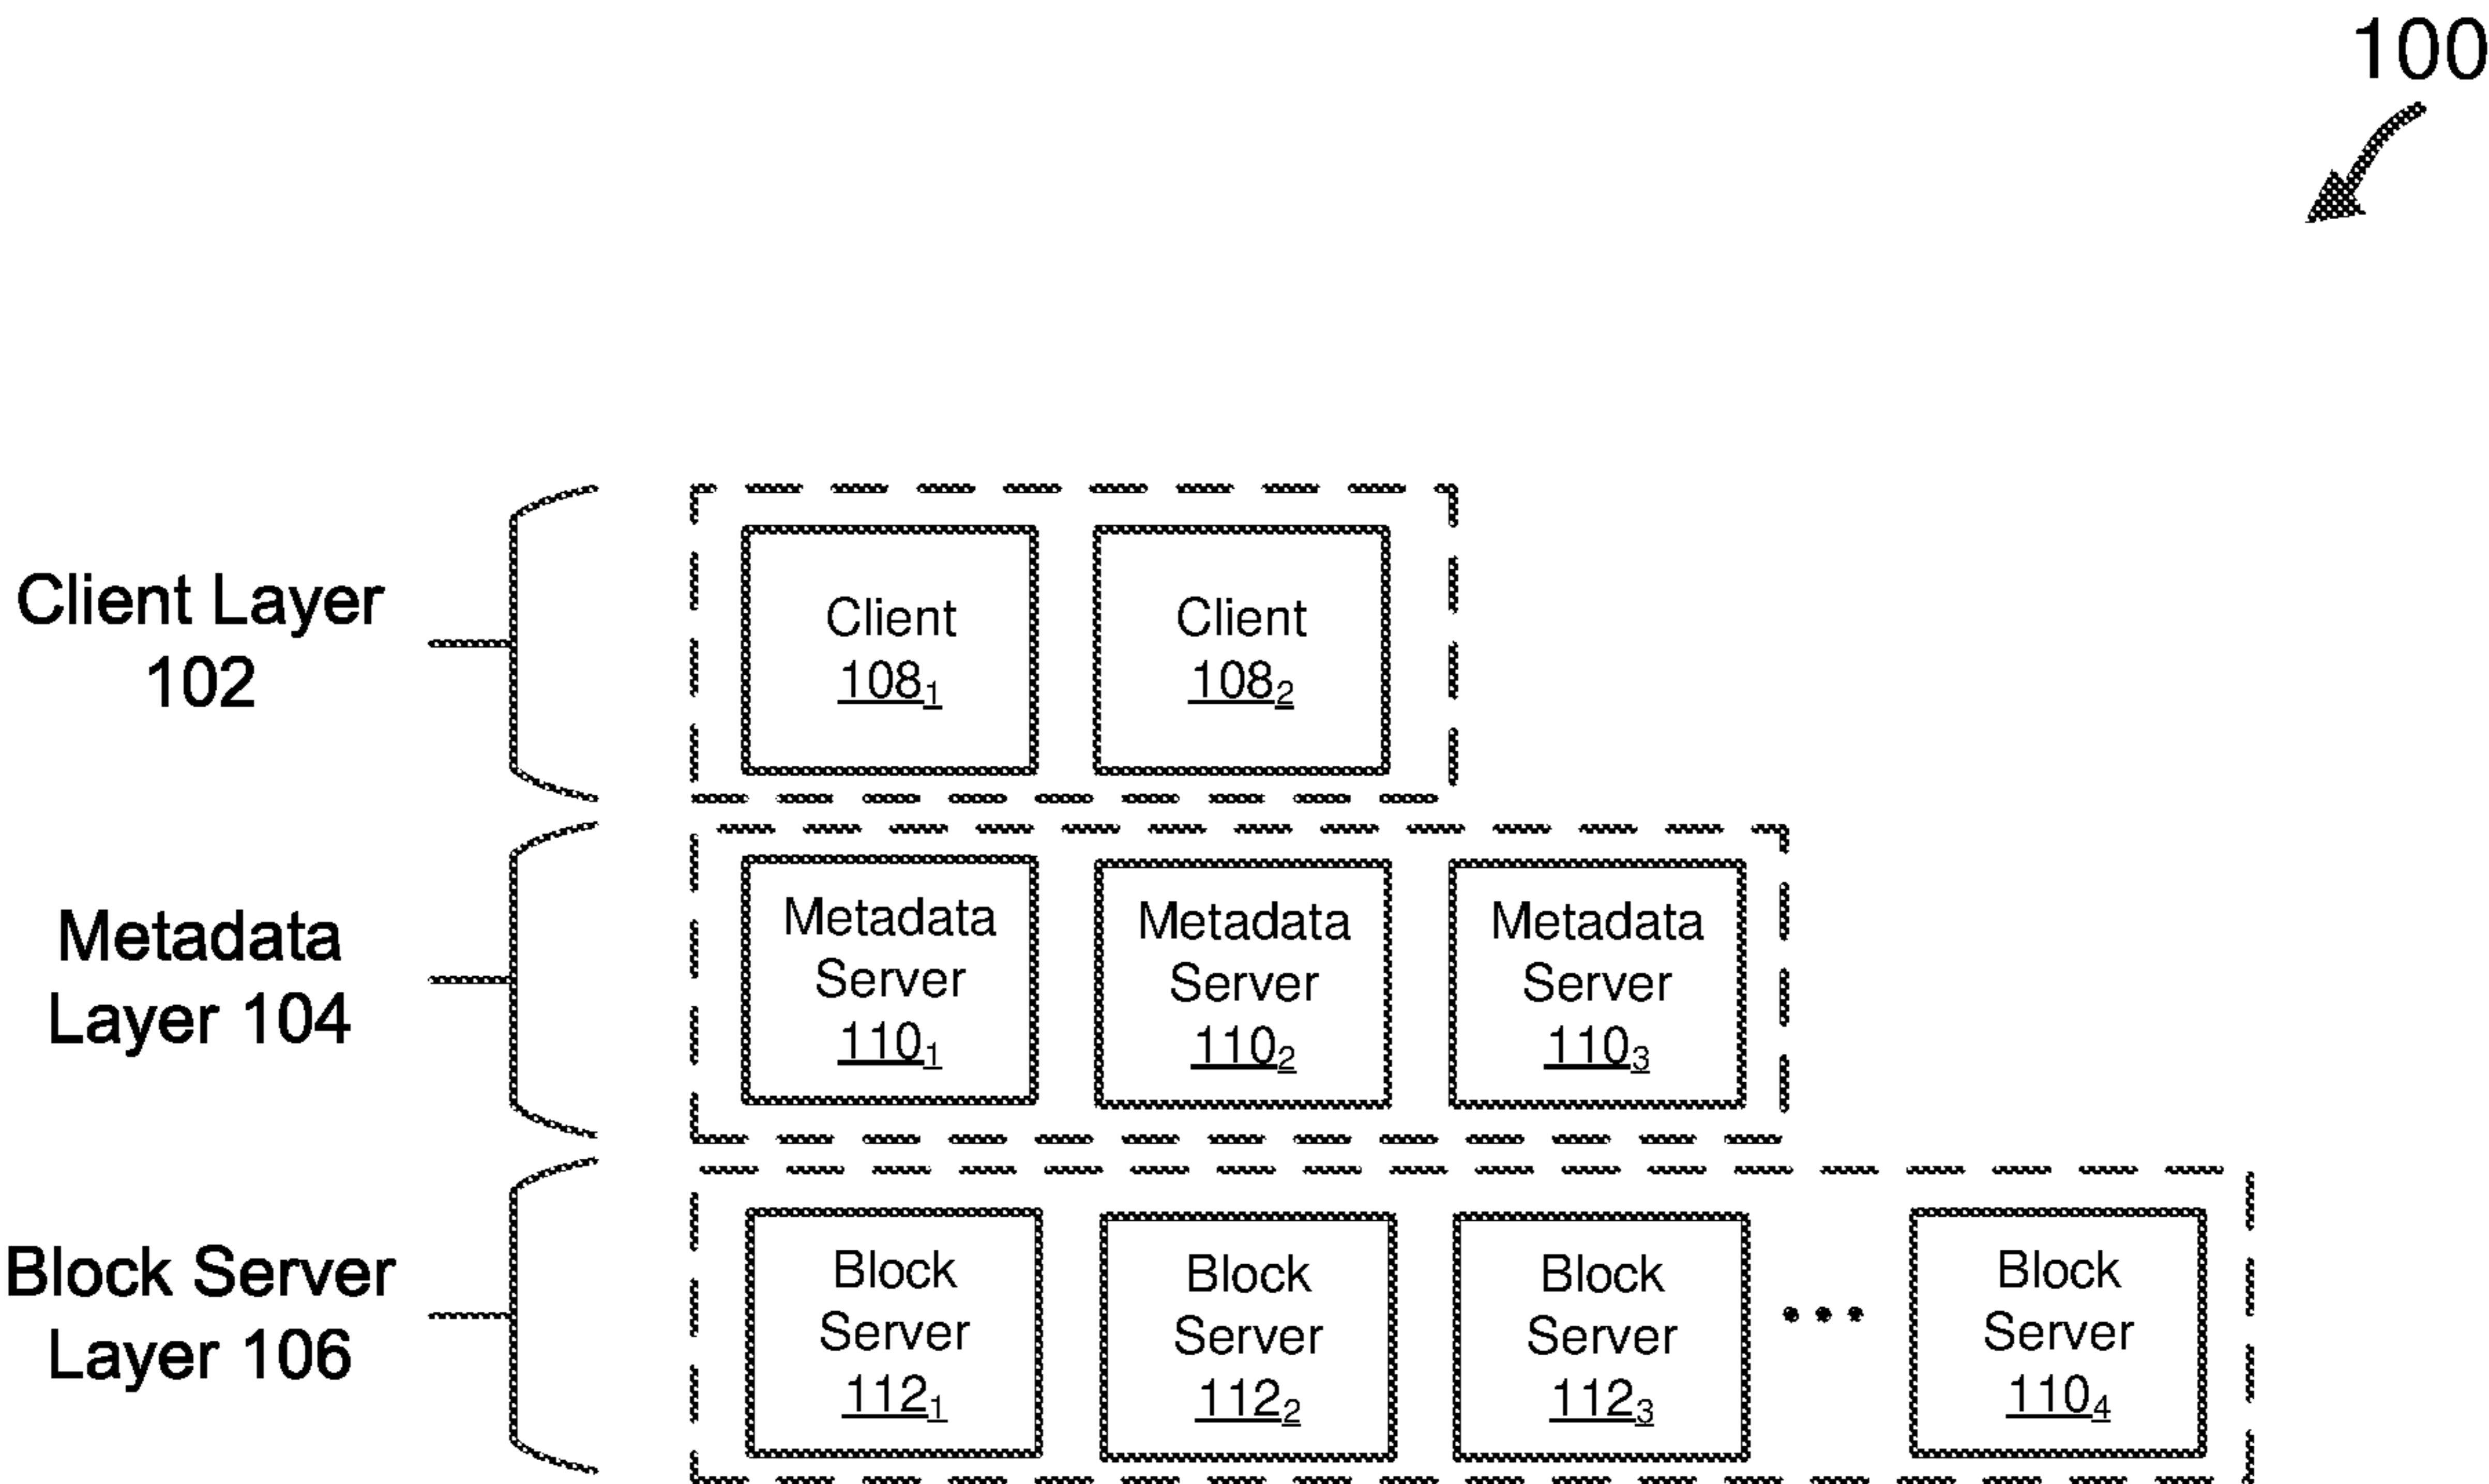 100
Client Layer
102
Client
108₁
Client
108₂
Metadata
Layer 104
Metadata
Server
110₁
Metadata
Server
110₂
Metadata
Server
110₃
Block Server
Layer 106
Block
Server
112₁
Block
Server
112₂
Block
Server
112₃
•••
Block
Server
110₄